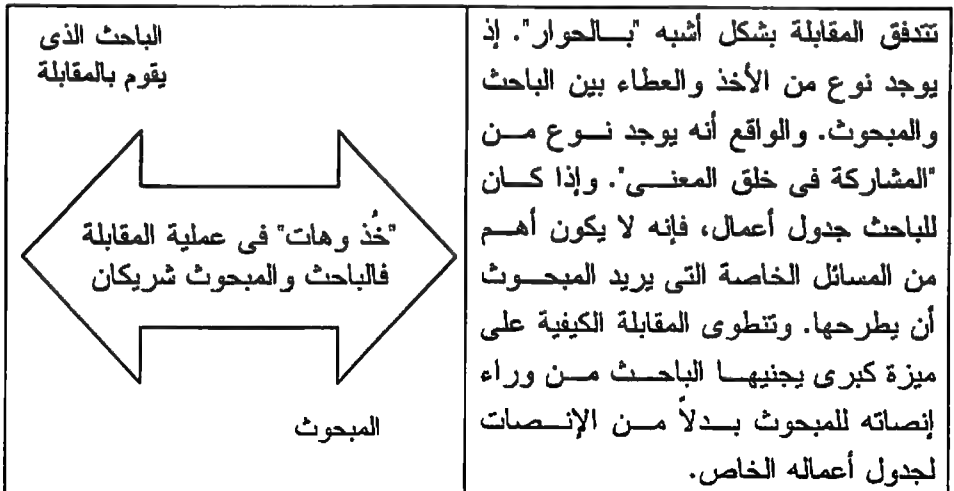 تتدفق المقابلة بشكل أشبه "بالحوار". إذ
يوجد نوع من الأخذ والعطاء بين الباحث
والمبحوث. والواقع أنه يوجد نوع من
"المشاركة فى خلق المعنى". وإذا كان
للباحث جدول أعمال، فإنه لا يكون أهم
من المسائل الخاصة التى يريد المبحوث
أن يطرحها. وتنطوى المقابلة الكيفية على
ميزة كبرى يجنيها الباحث من وراء
إنصاته للمبحوث بدلاً من الإنصات
لجدول أعماله الخاص.
الباحث الذى
يقوم بالمقابلة
"خُذ وهات" فى عملية المقابلة
فالباحث والمبحوث شريكان
المبحوث